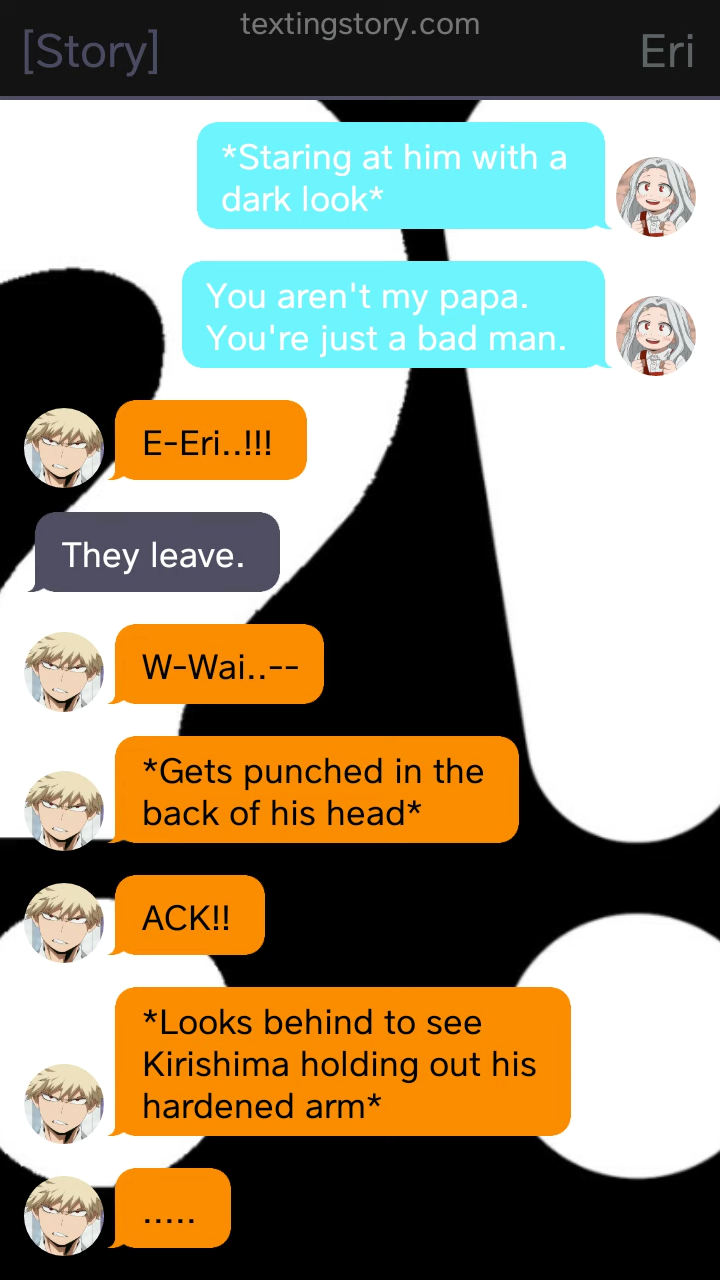 textingstory.com
[Story]
Eri
*Staring at him with a
dark look*
You aren't my papa.
You're just a bad man.
E-Eri..!!!
They leave.
W-Wai..--
*Gets punched in the
back of his head*
ACK!!
*Looks behind to see
Kirishima holding out his
hardened arm*
.....